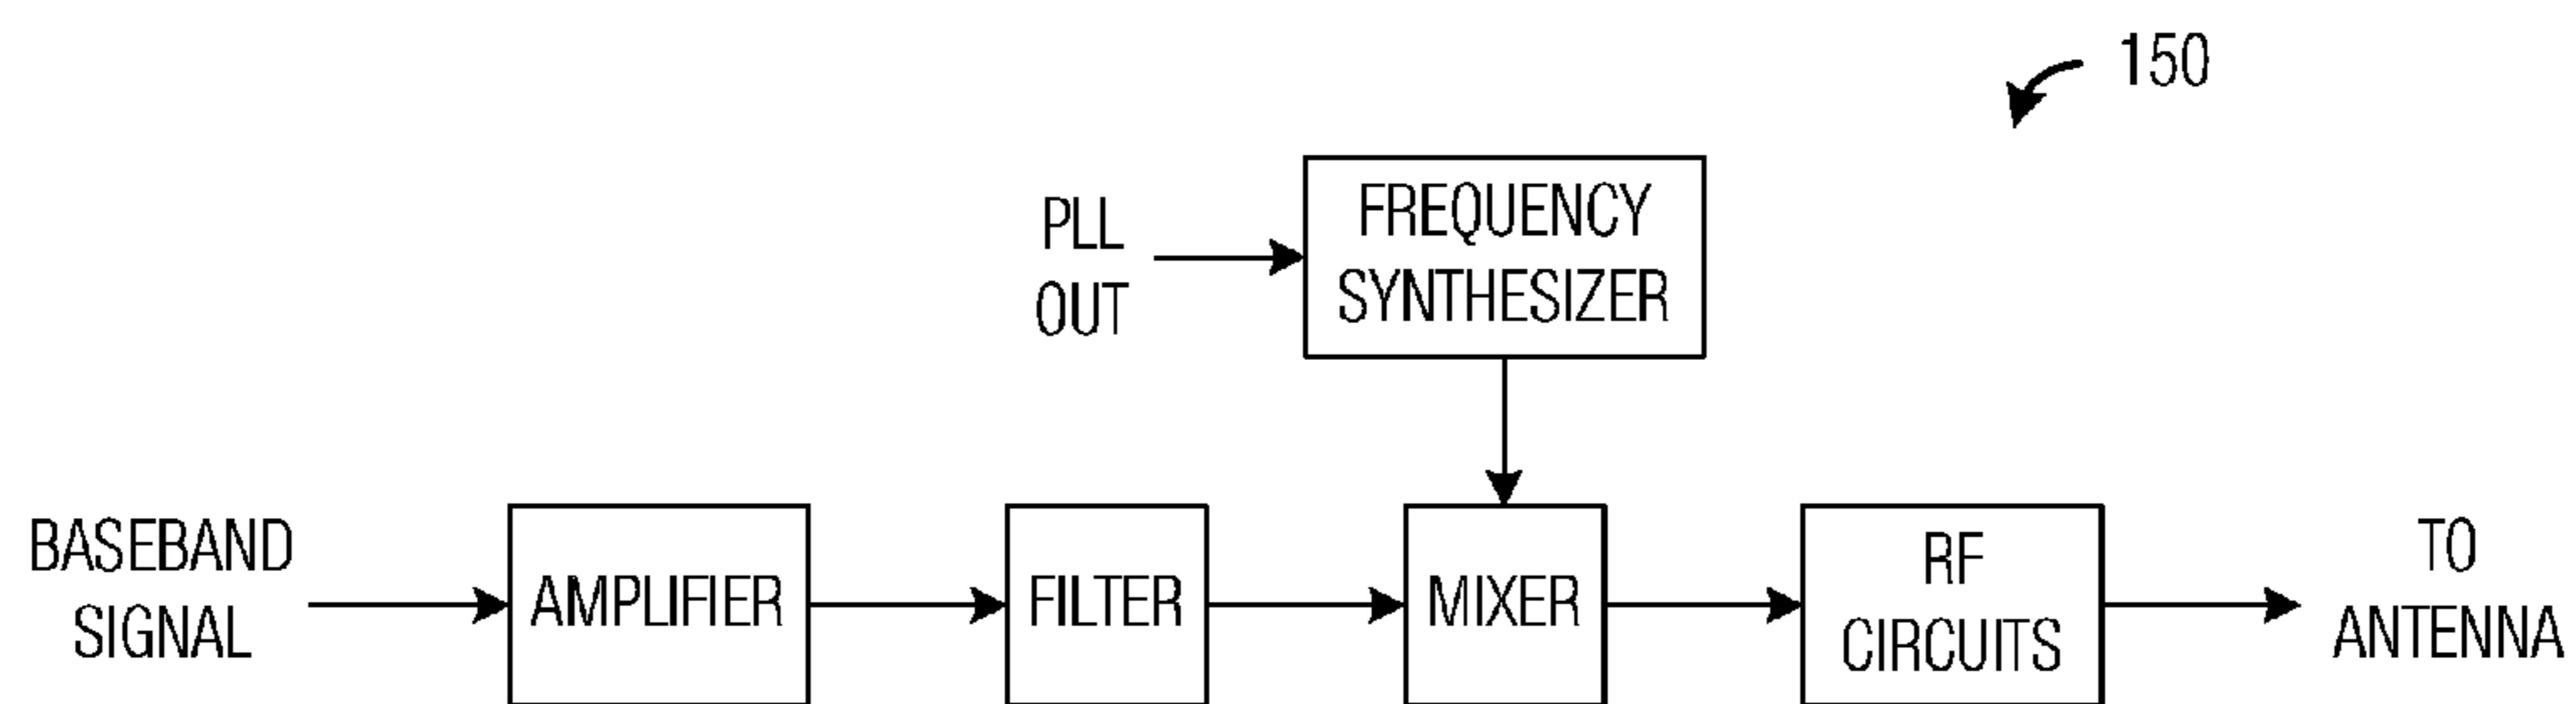 150
PLL
OUT
FREQUENCY
SYNTHESIZER
BASEBAND
SIGNAL
AMPLIFIER
FILTER
MIXER
RF
CIRCUITS
TO
ANTENNA